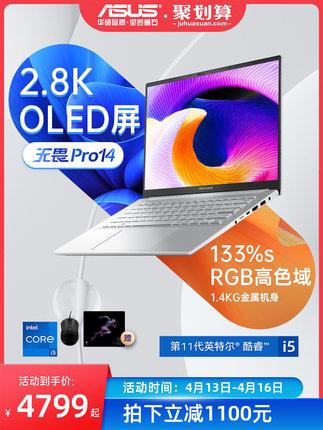 ASUS 聚划算
华硕品质·坚若磐石 juhuasuan.com
2.8K
OLED屏
无畏Pro14
133%s
RGB高色域
1.4KG金属机身
intel
CORE
i5
赠
第11代英特尔® 酷睿™ i5
活动到手价:
¥4799起
活动时间：4月13日-4月16日
拍下立减1100元